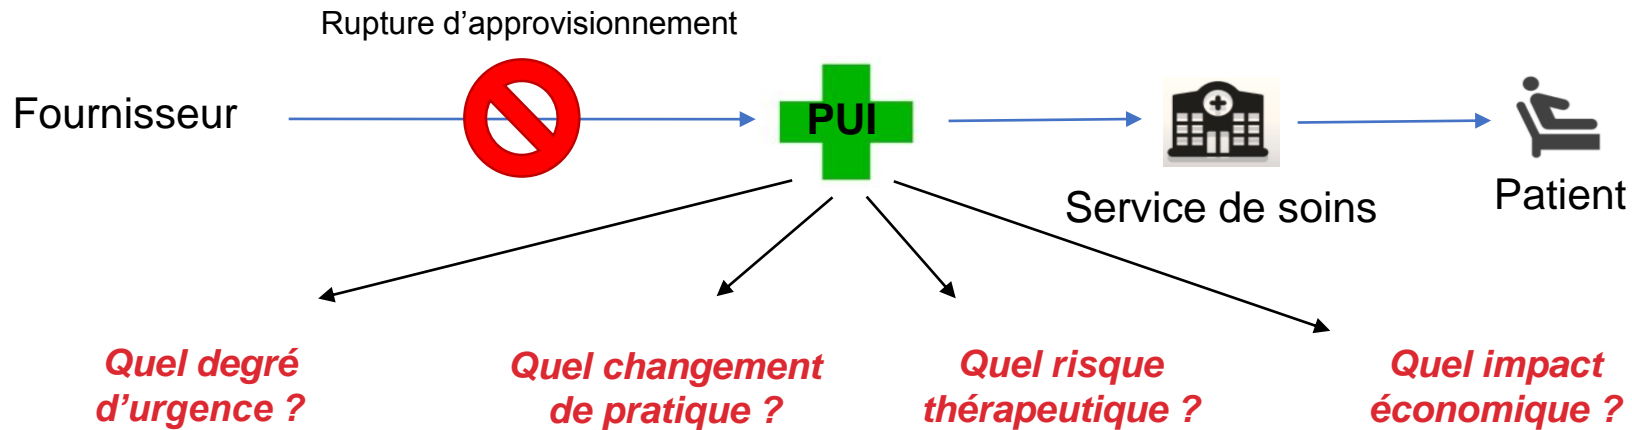 Rupture d’approvisionnement
Fournisseur
PUI
Service de soins
Patient
Quel degré
d’urgence ?
Quel changement
de pratique ?
Quel risque
thérapeutique ?
Quel impact
économique ?